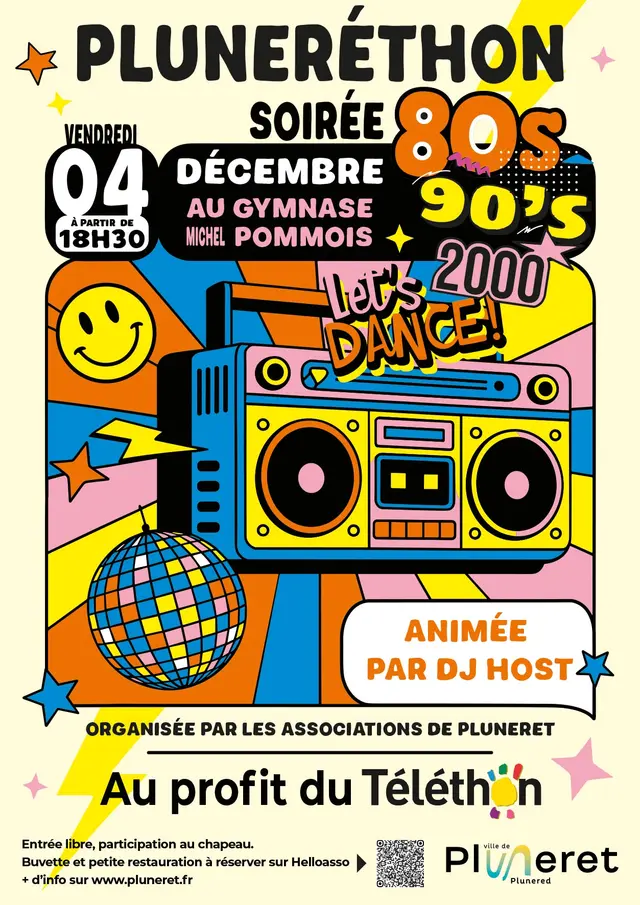 PLUNERÉTHON
SOIRÉE 80s
90's
2000
VENDREDI
04
À PARTIR DE
18H30
DÉCEMBRE
AU GYMNASE
MICHEL POMMOIS
Let's
DANCE!
ANIMÉE
PAR DJ HOST
ORGANISÉE PAR LES ASSOCIATIONS DE PLUNERET
Au profit du Téléthon
Entrée libre, participation au chapeau.
Buvette et petite restauration à réserver sur Helloasso
+ d'info sur www.pluneret.fr
ville de
Pluneret
Plunered